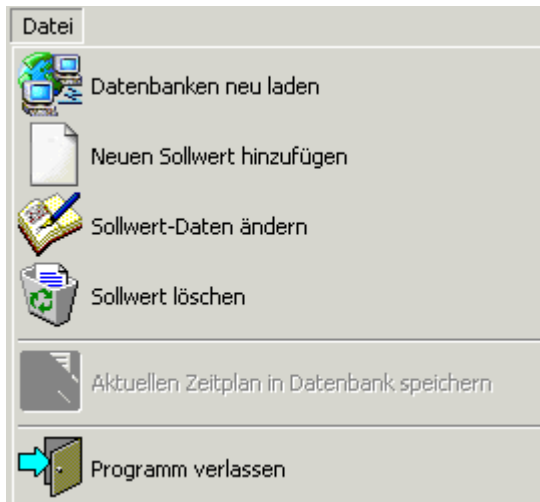 Datei
Datenbanken neu laden
Neuen Sollwert hinzufügen
Sollwert-Daten ändern
Sollwert löschen
Aktuellen Zeitplan in Datenbank speichern
Programm verlassen